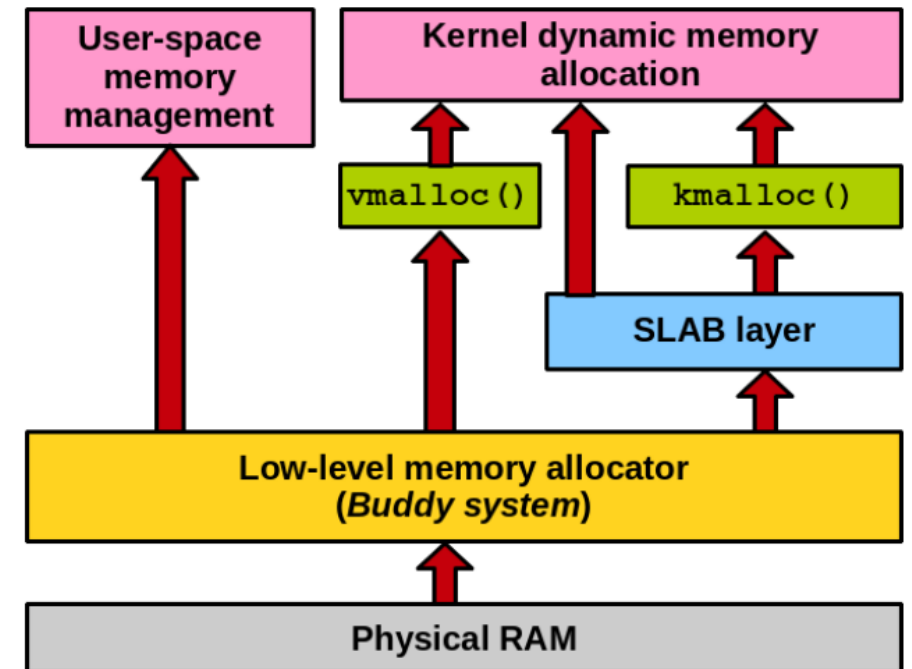 User-space
memory
management
Kernel dynamic memory
allocation
vmalloc()
kmalloc()
SLAB layer
Low-level memory allocator
(Buddy system)
Physical RAM